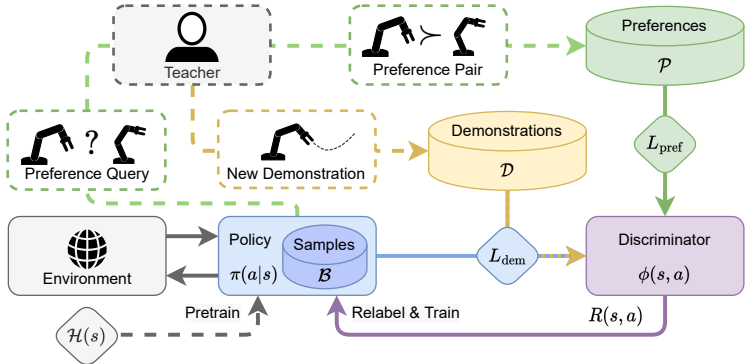 Teacher
Preference Pair
Preferences
𝒫
?
Preference Query
New Demonstration
Demonstrations
𝒟
L_pref
Environment
Policy
π(a|s)
Samples
ℬ
L_dem
Discriminator
ϕ(s, a)
ℋ(s)
Pretrain
Relabel & Train
R(s, a)